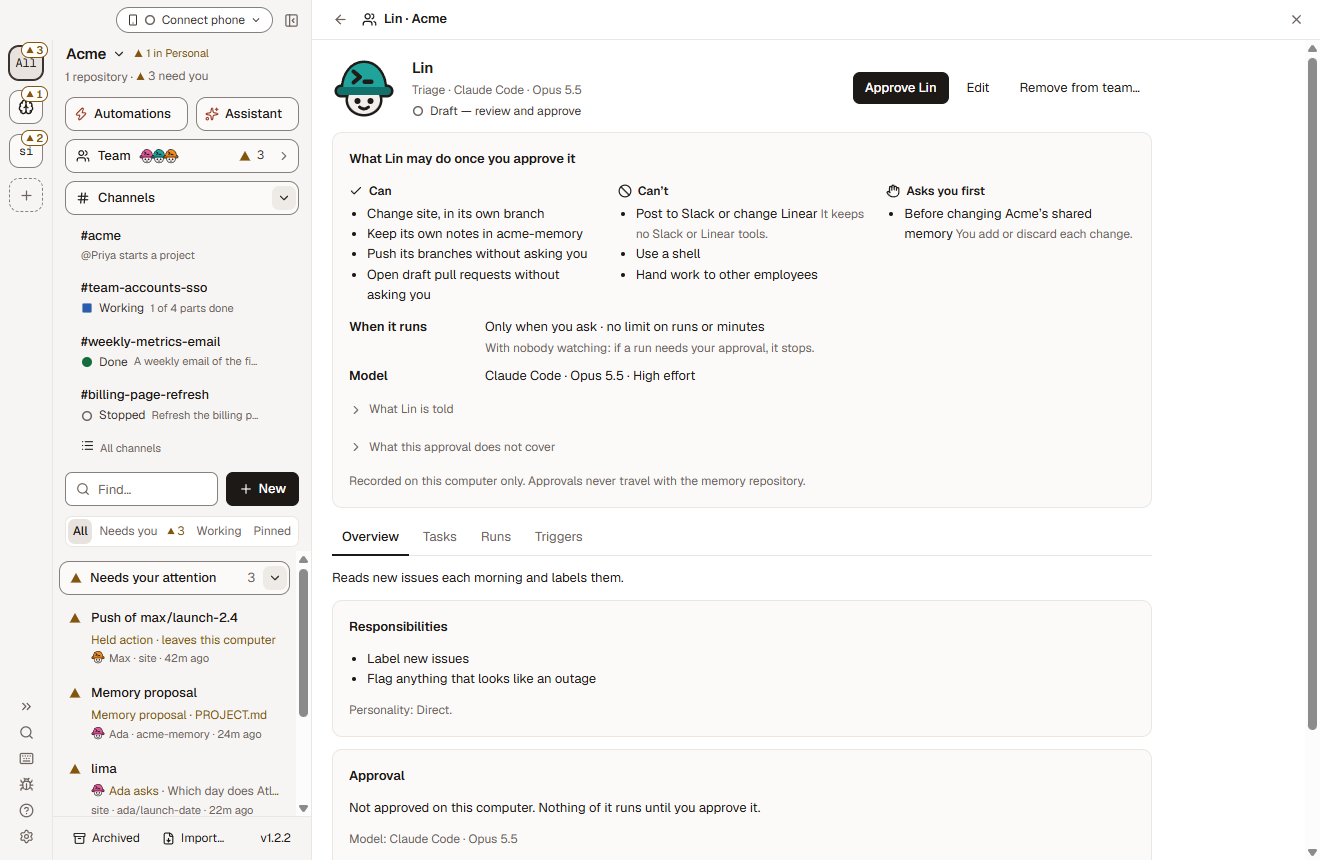 Connect phone
Lin · Acme
3
All
1
2
si
Acme
1 in Personal
1 repository · 3 need you
Automations
Assistant
Team
3
Channels
#acme
@Priya starts a project
#team-accounts-sso
Working 1 of 4 parts done
#weekly-metrics-email
Done A weekly email of the fi...
#billing-page-refresh
Stopped Refresh the billing p...
All channels
Find...
New
All Needs you 3 Working Pinned
Needs your attention 3
Push of max/launch-2.4
Held action · leaves this computer
Max · site · 42m ago
Memory proposal
Memory proposal · PROJECT.md
Ada · acme-memory · 24m ago
lima
Ada asks · Which day does Atl...
site · ada/launch-date · 22m ago
Archived
Import...
v1.2.2
Lin
Triage · Claude Code · Opus 5.5
Draft — review and approve
Approve Lin
Edit
Remove from team...
What Lin may do once you approve it
Can
Change site, in its own branch
Keep its own notes in acme-memory
Push its branches without asking you
Open draft pull requests without
asking you
Can't
Post to Slack or change Linear It keeps
no Slack or Linear tools.
Use a shell
Hand work to other employees
Asks you first
Before changing Acme's shared
memory You add or discard each change.
When it runs
Only when you ask · no limit on runs or minutes
With nobody watching: if a run needs your approval, it stops.
Model
Claude Code · Opus 5.5 · High effort
What Lin is told
What this approval does not cover
Recorded on this computer only. Approvals never travel with the memory repository.
Overview
Tasks
Runs
Triggers
Reads new issues each morning and labels them.
Responsibilities
Label new issues
Flag anything that looks like an outage
Personality: Direct.
Approval
Not approved on this computer. Nothing of it runs until you approve it.
Model: Claude Code · Opus 5.5